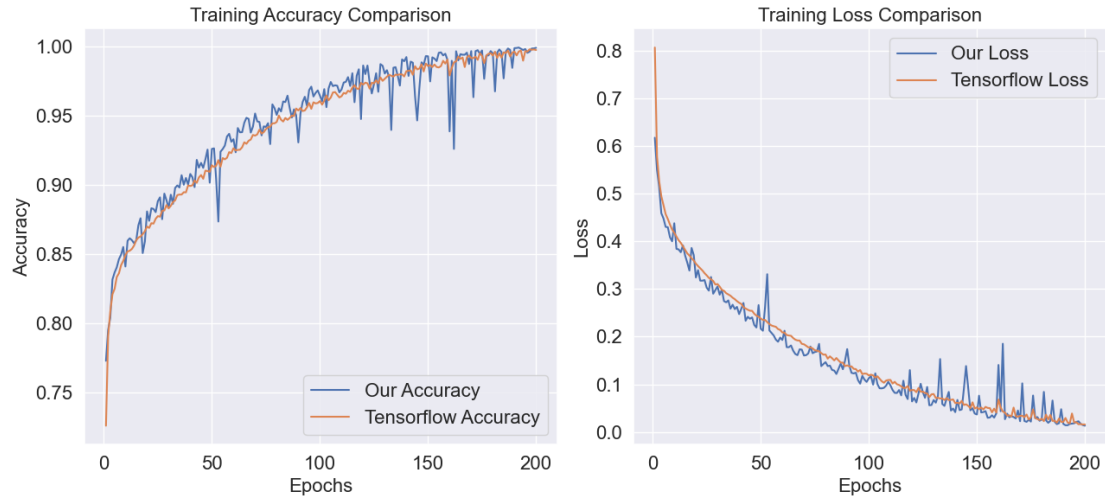 Training Accuracy Comparison
1.00
0.95
0.90
0.85
0.80
0.75
Accuracy
Our Accuracy
Tensorflow Accuracy
0 50 100 150 200
Epochs
Training Loss Comparison
Our Loss
Tensorflow Loss
0.8
0.7
0.6
0.5
0.4
0.3
0.2
0.1
0.0
Loss
0 50 100 150 200
Epochs